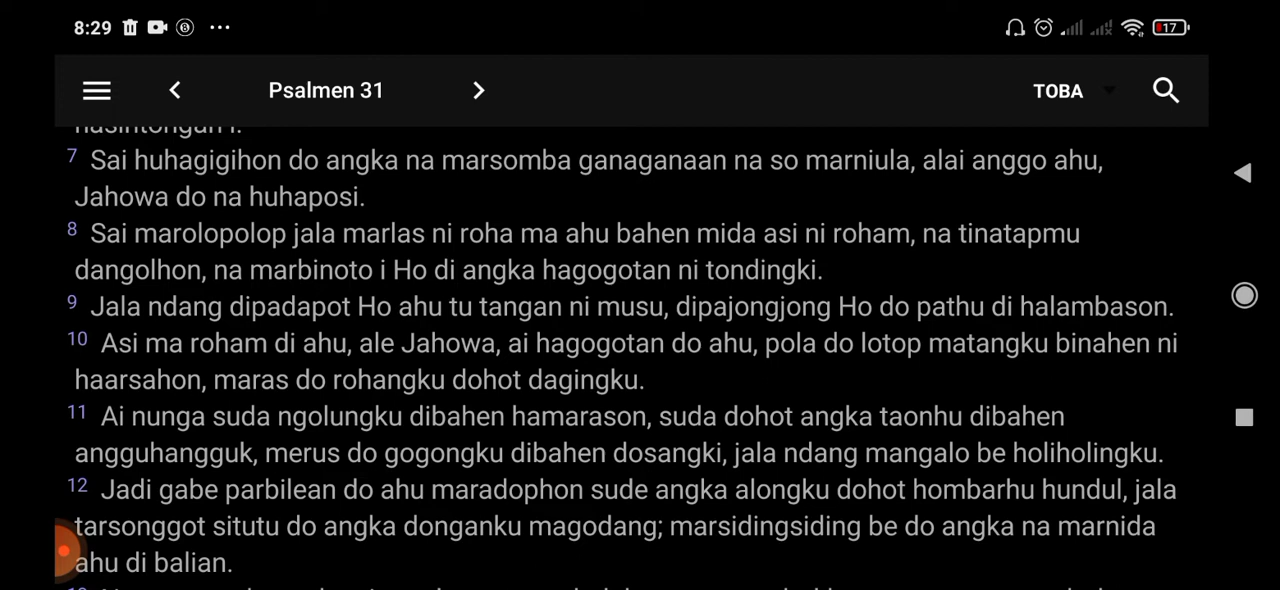 8:29
17
Psalmen 31
TOBA
nasintongan i.
7 Sai huhagigihon do angka na marsomba ganaganaan na so marniula, alai anggo ahu,
Jahowa do na huhaposi.
8 Sai marolopolop jala marlas ni roha ma ahu bahen mida asi ni roham, na tinatapmu
dangolhon, na marbinoto i Ho di angka hagogotan ni tondingki.
9 Jala ndang dipadapot Ho ahu tu tangan ni musu, dipajongjong Ho do pathu di halambason.
10 Asi ma roham di ahu, ale Jahowa, ai hagogotan do ahu, pola do lotop matangku binahen ni
haarsahon, maras do rohangku dohot dagingku.
11 Ai nunga suda ngolungku dibahen hamarason, suda dohot angka taonhu dibahen
angguhangguk, merus do gogongku dibahen dosangki, jala ndang mangalo be holiholingku.
12 Jadi gabe parbilean do ahu maradophon sude angka alongku dohot hombarhu hundul, jala
tarsonggot situtu do angka donganku magodang; marsidingsiding be do angka na marnida
ahu di balian.